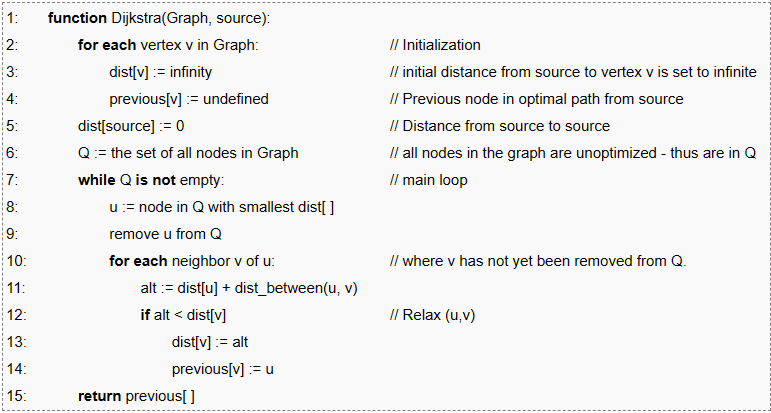 1: function Dijkstra(Graph, source):
2: for each vertex v in Graph: // Initialization
3: dist[v] := infinity // initial distance from source to vertex v is set to infinite
4: previous[v] := undefined // Previous node in optimal path from source
5: dist[source] := 0 // Distance from source to source
6: Q := the set of all nodes in Graph // all nodes in the graph are unoptimized - thus are in Q
7: while Q is not empty: // main loop
8: u := node in Q with smallest dist[ ]
9: remove u from Q
10: for each neighbor v of u: // where v has not yet been removed from Q.
11: alt := dist[u] + dist_between(u, v)
12: if alt < dist[v] // Relax (u,v)
13: dist[v] := alt
14: previous[v] := u
15: return previous[ ]